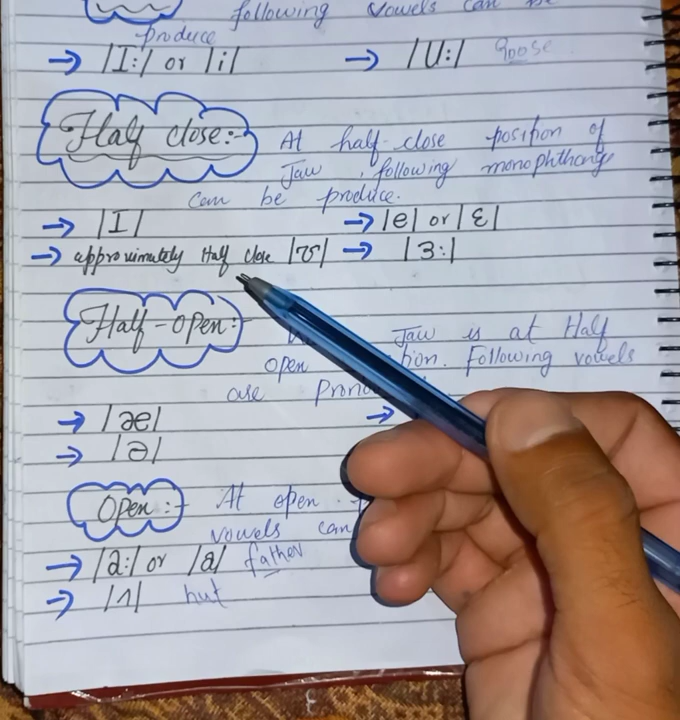 following vowels can be
produce
→ |I:| or |i| → |U:| goose
Half close:- At half-close position of
Jaw, following monophthongs
can be produce.
→ |I| → |e| or |ɛ|
→ approximately Half close |ʊ| → |3:|
Half-open:- Jaw is at Half
open Following vowels
are
→ |æ| →
→ |ə|
Open:- At open
vowels can
→ |a:| or |a| father
→ |ʌ| hut